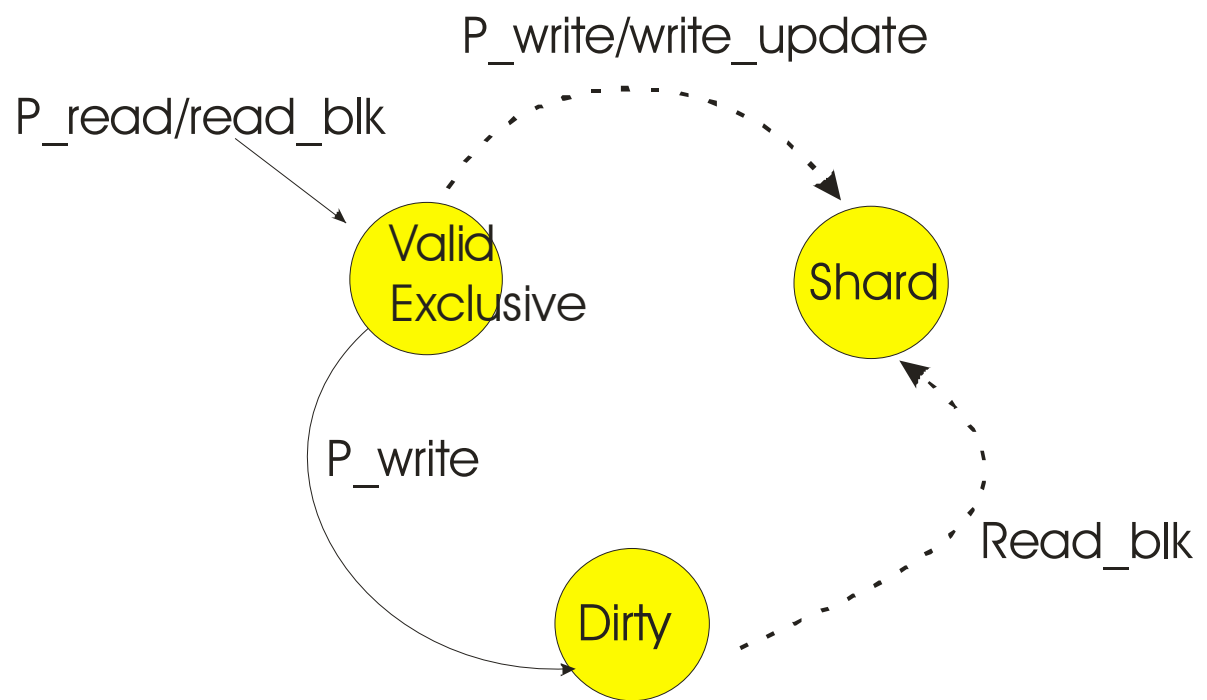 P_write/write_update
P_read/read_blk
Valid
Exclusive
Shard
P_write
Read_blk
Dirty